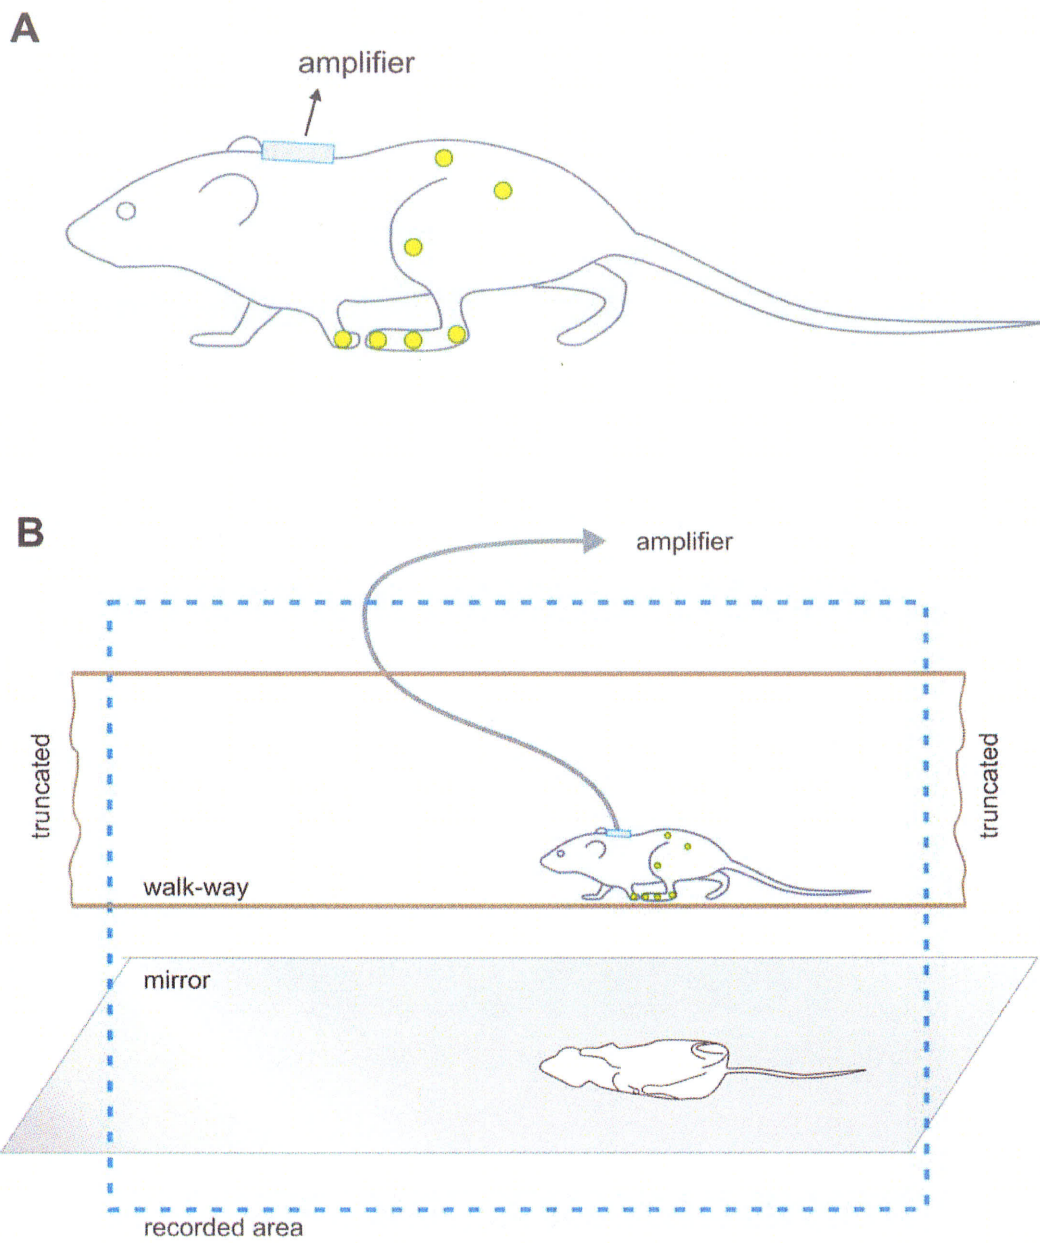 A
amplifier
B
amplifier
truncated
truncated
walk-way
mirror
recorded area